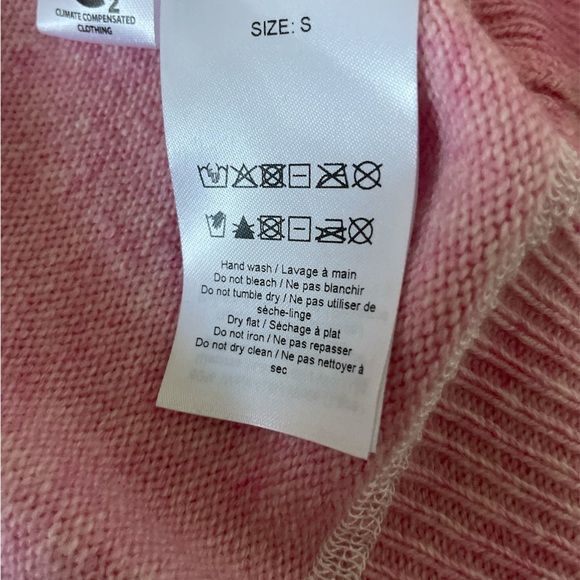 2
CLIMATE COMPENSATED
CLOTHING
SIZE: S
Hand wash / Lavage à main
Do not bleach / Ne pas blanchir
Do not tumble dry / Ne pas utiliser de
sèche-linge
Dry flat / Séchage à plat
Do not iron / Ne pas repasser
Do not dry clean / Ne pas nettoyer à
sec